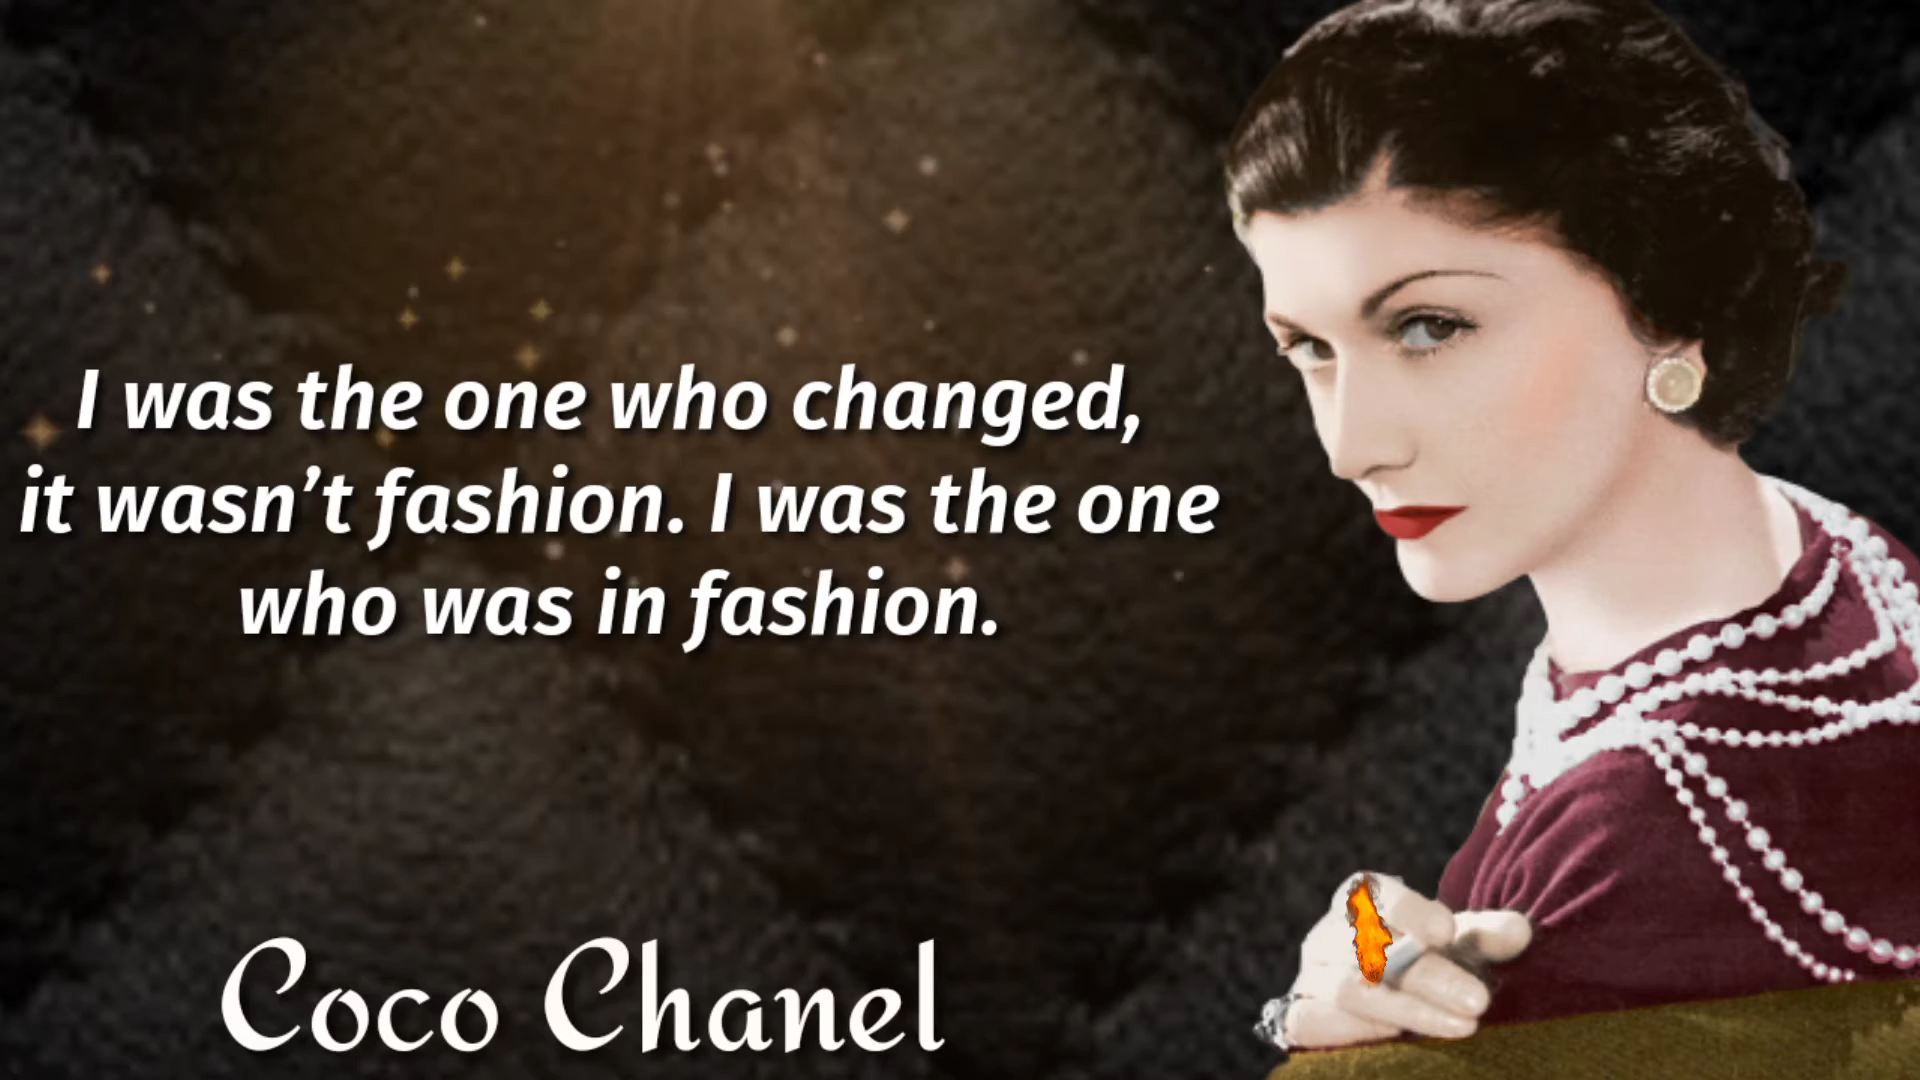 I was the one who changed,
it wasn’t fashion. I was the one
who was in fashion.
Coco Chanel